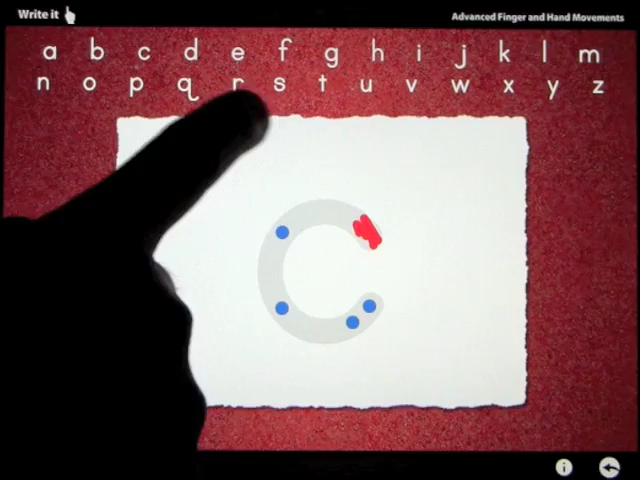 Write it
Advanced Finger and Hand Movements
a b c d e f g h i j k l m
n o p q r s t u v w x y z
c
i